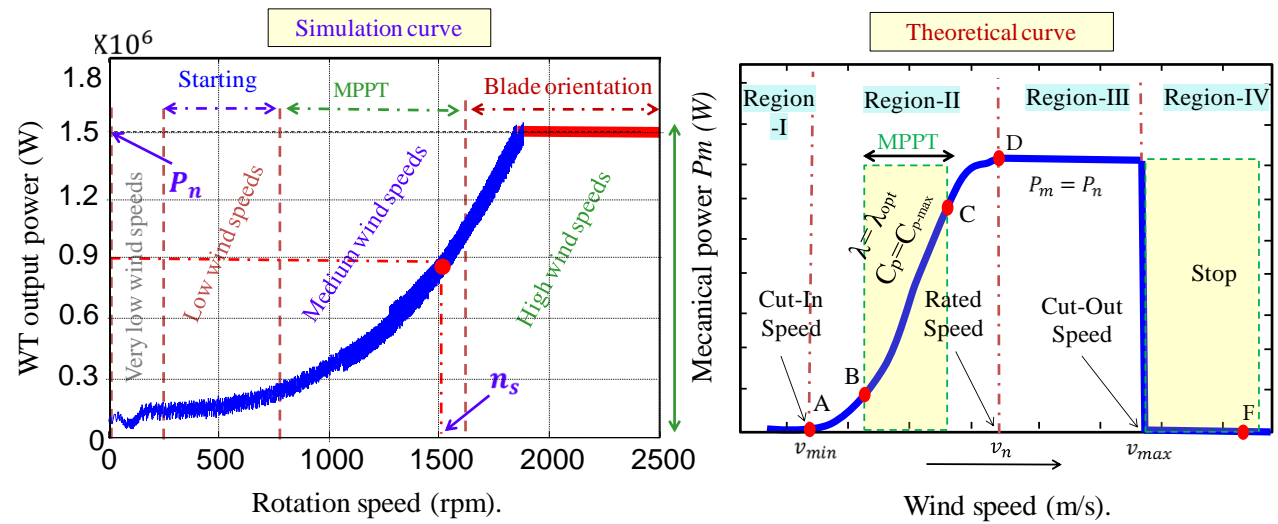 Simulation curve
X10⁶
1.8
1.5
1.2
0.9
0.6
0.3
0
WT output power (W)
Starting
MPPT
Blade orientation
P_n
Very low wind speeds
Low wind speeds
Medium wind speeds
High wind speeds
n_s
0
500
1000
1500
2000
2500
Rotation speed (rpm).
Theoretical curve
Mecanical power Pm (W)
Region
-I
Region-II
Region-III
Region-IV
MPPT
D
P_m = P_n
C
λ=λ_opt
C_p=C_p-max
Stop
Cut-In
Speed
Rated
Speed
Cut-Out
Speed
B
A
F
v_min
v_n
v_max
Wind speed (m/s).